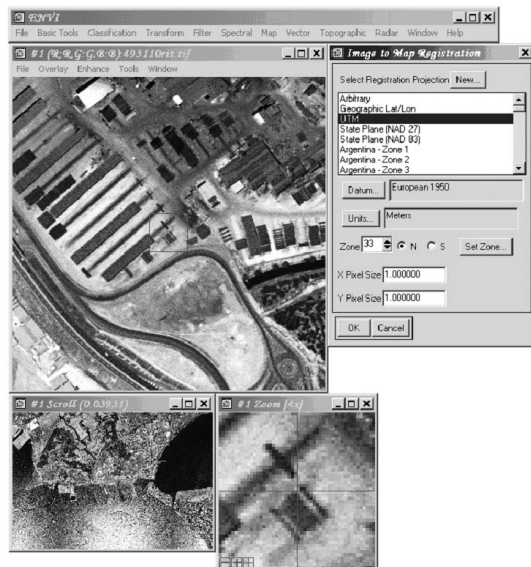 ENVI
File Basic Tools Classification Transform Filter Spectral Map Vector Topographic Radar Window Help
#1 (R:R,G:G,B:B) 493110rit.tif
File Overlay Enhance Tools Window
Image to Map Registration
Select Registration Projection New...
Arbitrary
Geographic Lat/Lon
UTM
State Plane (NAD 27)
State Plane (NAD 83)
Argentina - Zone 1
Argentina - Zone 2
Argentina - Zone 3
Datum... European 1950
Units... Meters
Zone 33 N S Set Zone...
X Pixel Size 1.000000
Y Pixel Size 1.000000
OK Cancel
#1 Scroll (0.03931)
#1 Zoom [4x]